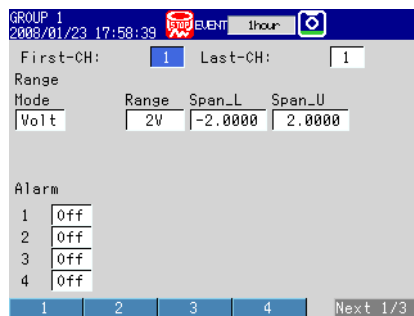 GROUP 1
2008/01/23 17:58:39 STOP EVENT 1hour
First-CH: 1 Last-CH: 1
Range
Mode Range Span_L Span_U
Volt 2V -2.0000 2.0000
Alarm
1 Off
2 Off
3 Off
4 Off
1 2 3 4 Next 1/3